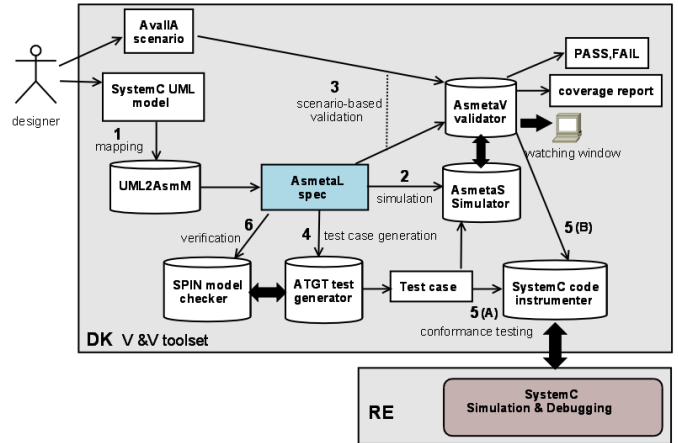 AvallA
scenario
PASS,FAIL
SystemC UML
model
3
scenario-based
validation
AsmetaV
validator
coverage report
designer
1
mapping
watching window
UML2AsmM
AsmetaL
spec
2
simulation
AsmetaS
Simulator
6
verification
4
test case generation
5 (B)
SPIN model
checker
ATGT test
generator
Test case
SystemC code
instrumenter
5 (A)
conformance testing
DK V &V toolset
RE
SystemC
Simulation & Debugging